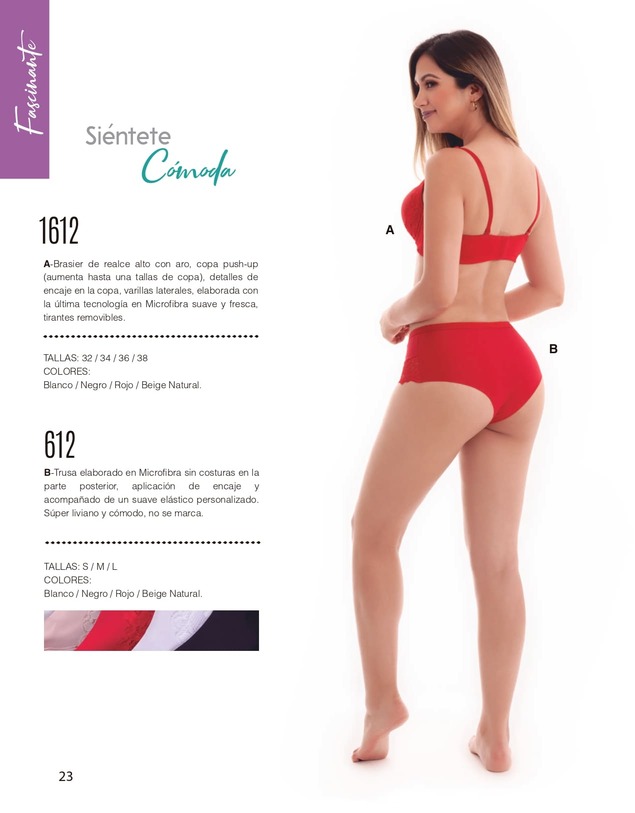 Fascinante
Siéntete
Cómoda
1612
A-Brasier de realce alto con aro, copa push-up
(aumenta hasta una tallas de copa), detalles de
encaje en la copa, varillas laterales, elaborada con
la última tecnología en Microfibra suave y fresca,
tirantes removibles.
TALLAS: 32 / 34 / 36 / 38
COLORES:
Blanco / Negro / Rojo / Beige Natural.
612
B-Trusa elaborado en Microfibra sin costuras en la
parte posterior, aplicación de encaje y
acompañado de un suave elástico personalizado.
Súper liviano y cómodo, no se marca.
TALLAS: S / M / L
COLORES:
Blanco / Negro / Rojo / Beige Natural.
23
A
B